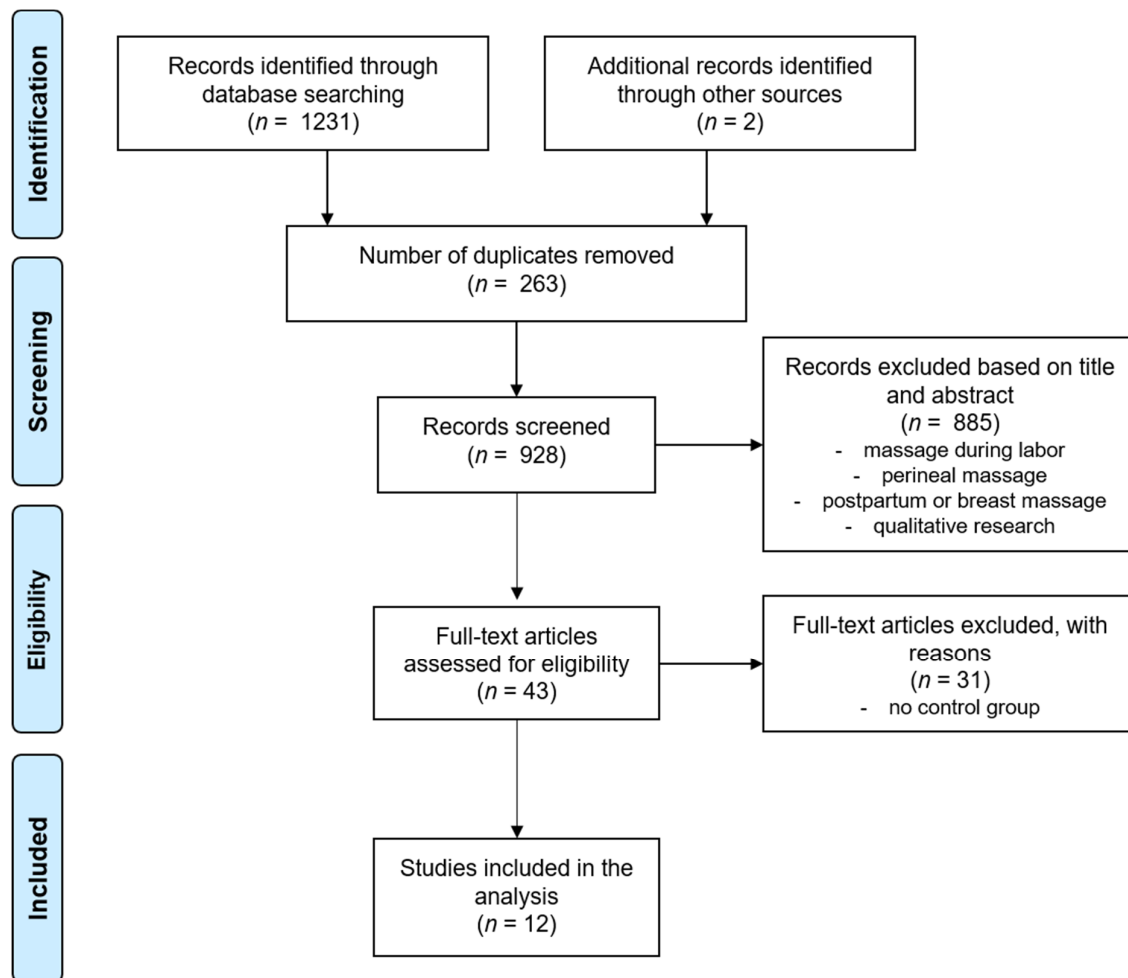 Identification
Records identified through
database searching
(n = 1231)
Additional records identified
through other sources
(n = 2)
Number of duplicates removed
(n = 263)
Screening
Records screened
(n = 928)
Records excluded based on title
and abstract
(n = 885)
- massage during labor
- perineal massage
- postpartum or breast massage
- qualitative research
Eligibility
Full-text articles
assessed for eligibility
(n = 43)
Full-text articles excluded, with
reasons
(n = 31)
- no control group
Included
Studies included in the
analysis
(n = 12)